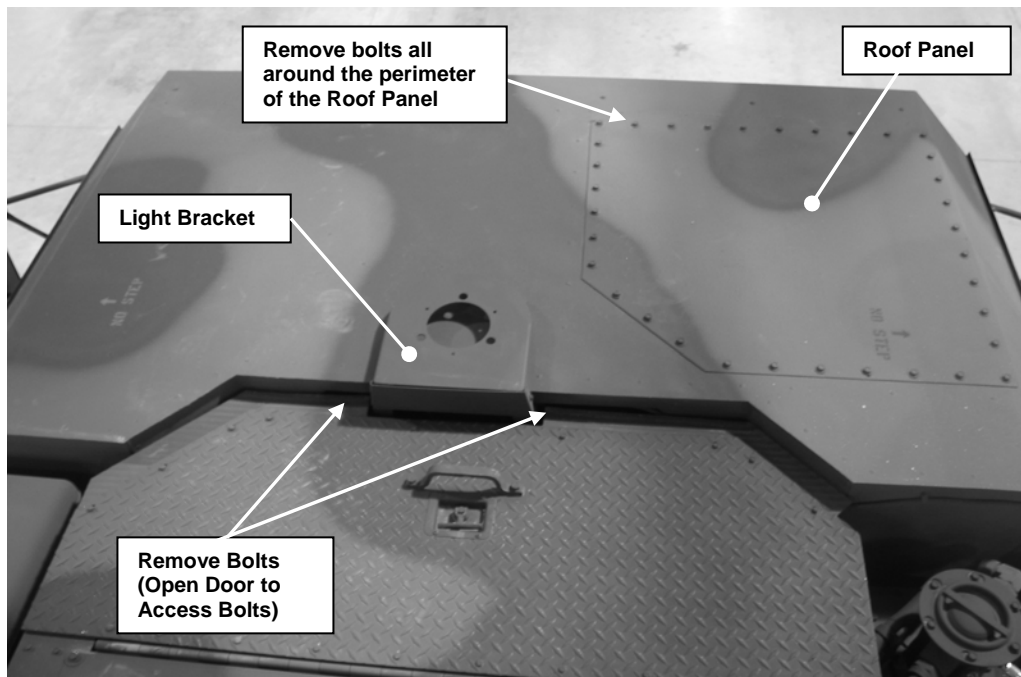 Remove bolts all
around the perimeter
of the Roof Panel
Roof Panel
Light Bracket
NO STEP
NO STEP
Remove Bolts
(Open Door to
Access Bolts)